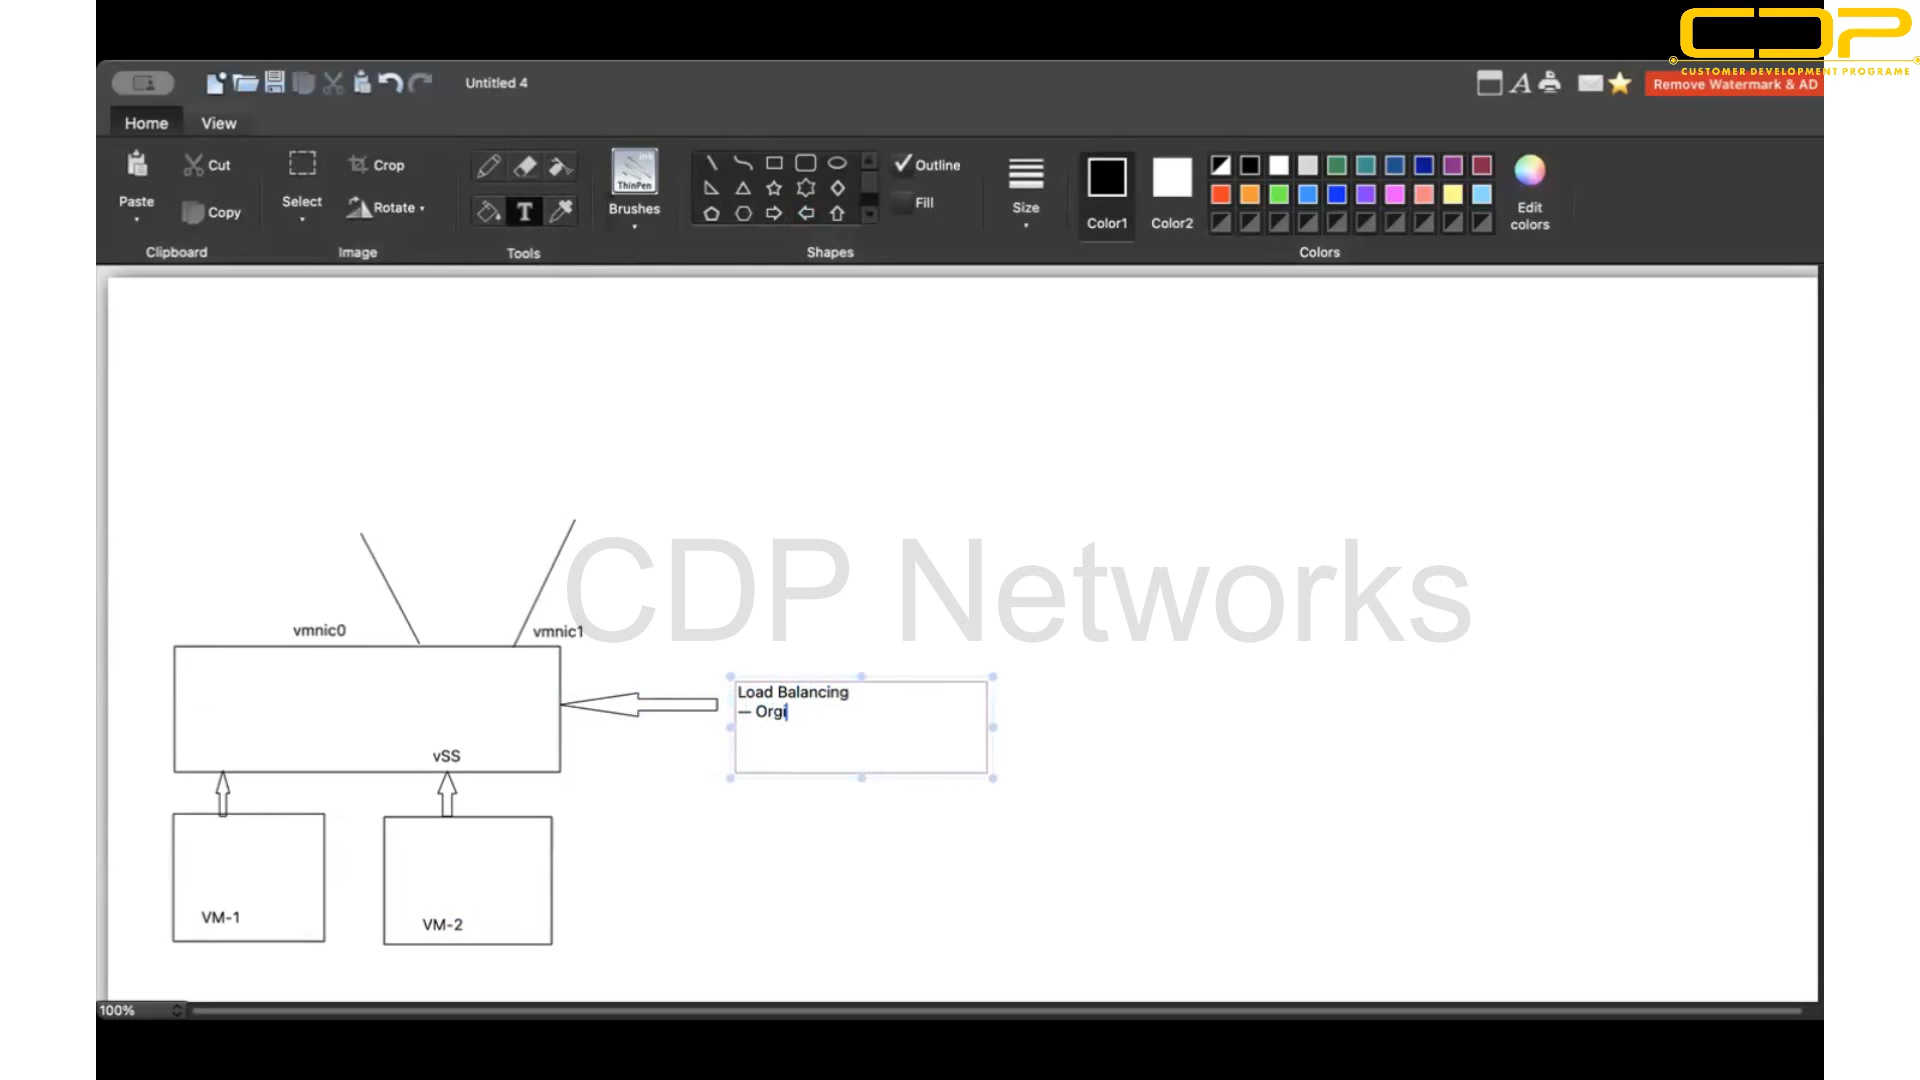 CDP
CUSTOMER DEVELOPMENT PROGRAME
Untitled 4
A
Remove Watermark & AD
Home
View
Paste
Cut
Copy
Clipboard
Select
Crop
Rotate
Image
T
Tools
Ink
ThinPen
Brushes
Shapes
Outline
Fill
Size
Color1
Color2
Colors
Edit
colors
CDP Networks
vmnic0
vmnic1
vSS
VM-1
VM-2
Load Balancing
— Orgi
100%